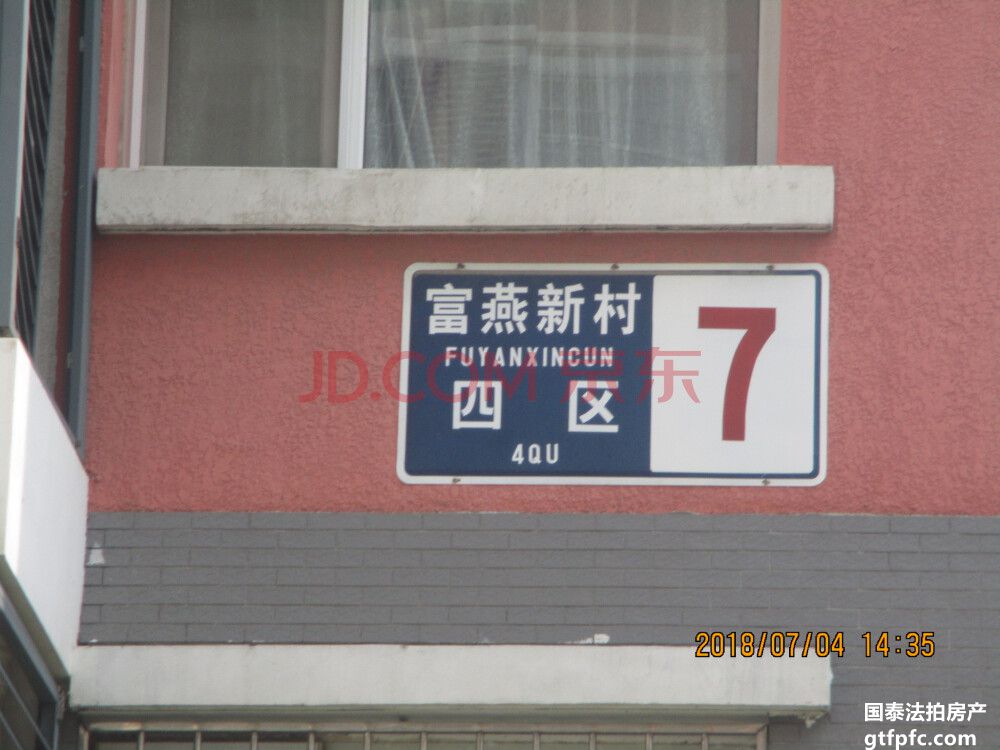 富燕新村
FUYANXINCUN
四 区
4QU
7
JD.COM 京东
2018/07/04 14:35
国泰法拍房产
gtfpfc.com